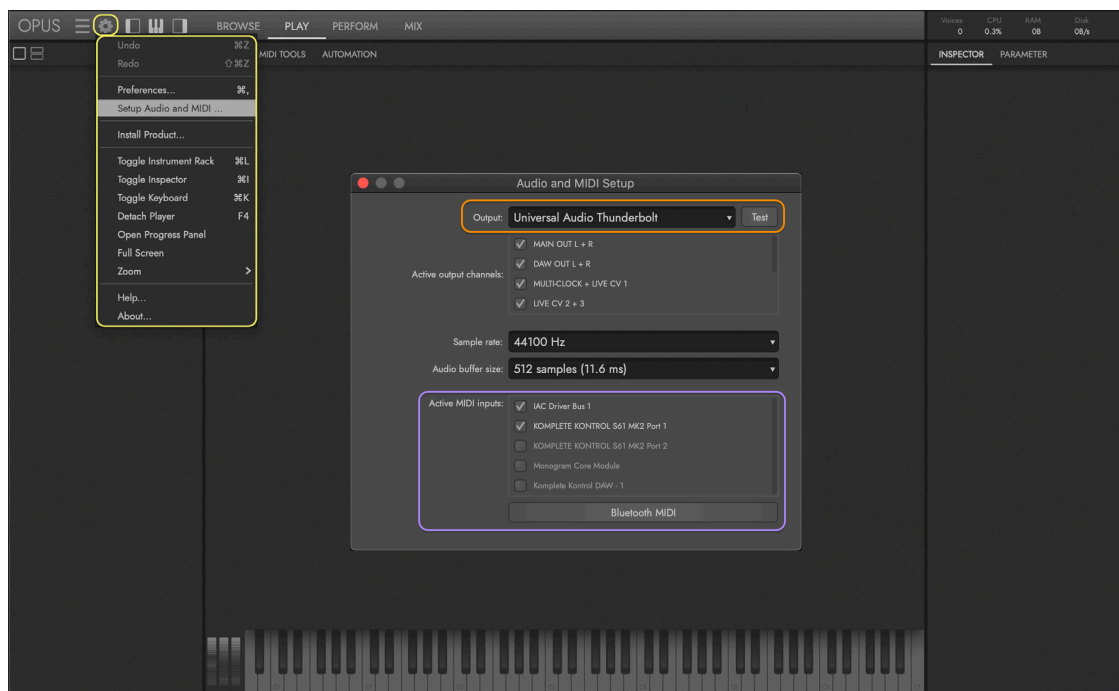 OPUS BROWSE PLAY PERFORM MIX
Voices CPU RAM Disk
0 0.3% 0B 0B/s
MIDI TOOLS AUTOMATION
INSPECTOR PARAMETER
Undo ⌘Z
Redo ⇧⌘Z
Preferences... ⌘,
Setup Audio and MIDI ...
Install Product...
Toggle Instrument Rack ⌘L
Toggle Inspector ⌘I
Toggle Keyboard ⌘K
Detach Player F4
Open Progress Panel
Full Screen
Zoom >
Help...
About...
Audio and MIDI Setup
Output: Universal Audio Thunderbolt Test
Active output channels:
MAIN OUT L + R
DAW OUT L + R
MULTI-CLOCK + LIVE CV 1
LIVE CV 2 + 3
Sample rate: 44100 Hz
Audio buffer size: 512 samples (11.6 ms)
Active MIDI inputs:
IAC Driver Bus 1
KOMPLETE KONTROL S61 MK2 Port 1
KOMPLETE KONTROL S61 MK2 Port 2
Monogram Core Module
Komplete Kontrol DAW - 1
Bluetooth MIDI